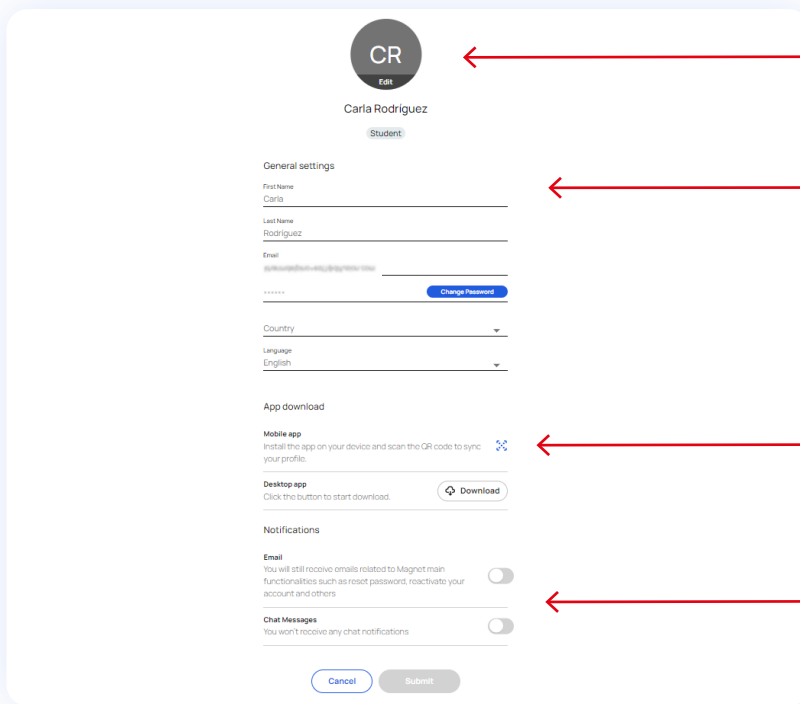 CR
Edit
Carla Rodríguez
Student
General settings
First Name
Carla
Last Name
Rodríguez
Email
••••••
Change Password
Country
Language
English
App download
Mobile app
Install the app on your device and scan the QR code to sync
your profile.
Desktop app
Click the button to start download.
Download
Notifications
Email
You will still receive emails related to Magnet main
functionalities such as reset password, reactivate your
account and others
Chat Messages
You won't receive any chat notifications
Cancel
Submit